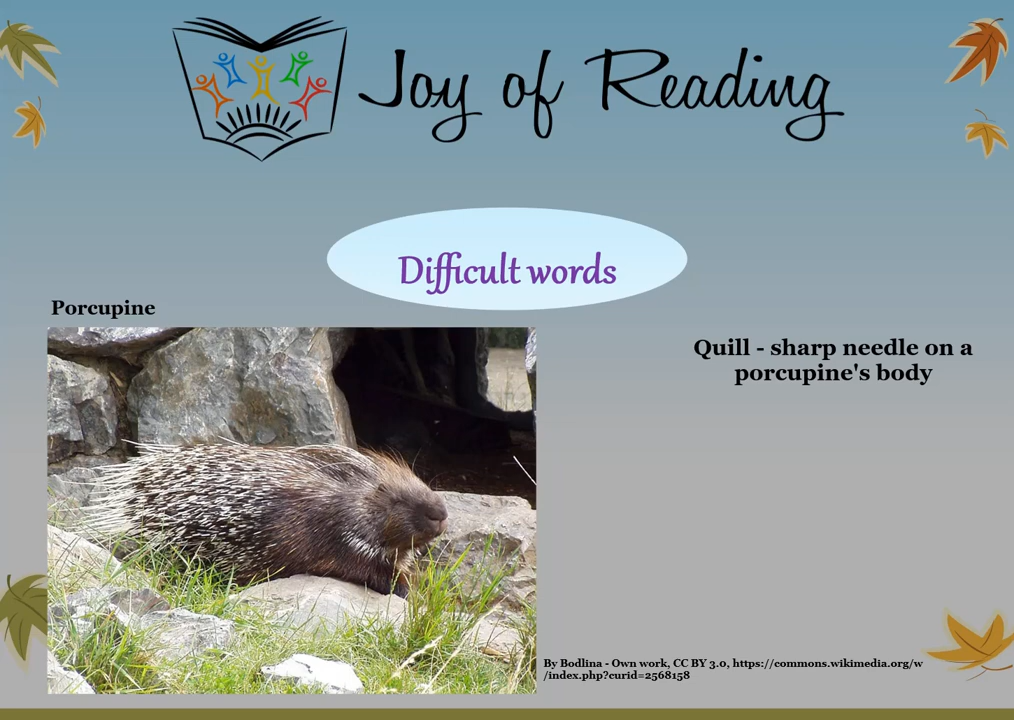 Joy of Reading
Difficult words
Porcupine
Quill - sharp needle on a
porcupine's body
By Bodlina - Own work, CC BY 3.0, https://commons.wikimedia.org/w
/index.php?curid=2568158